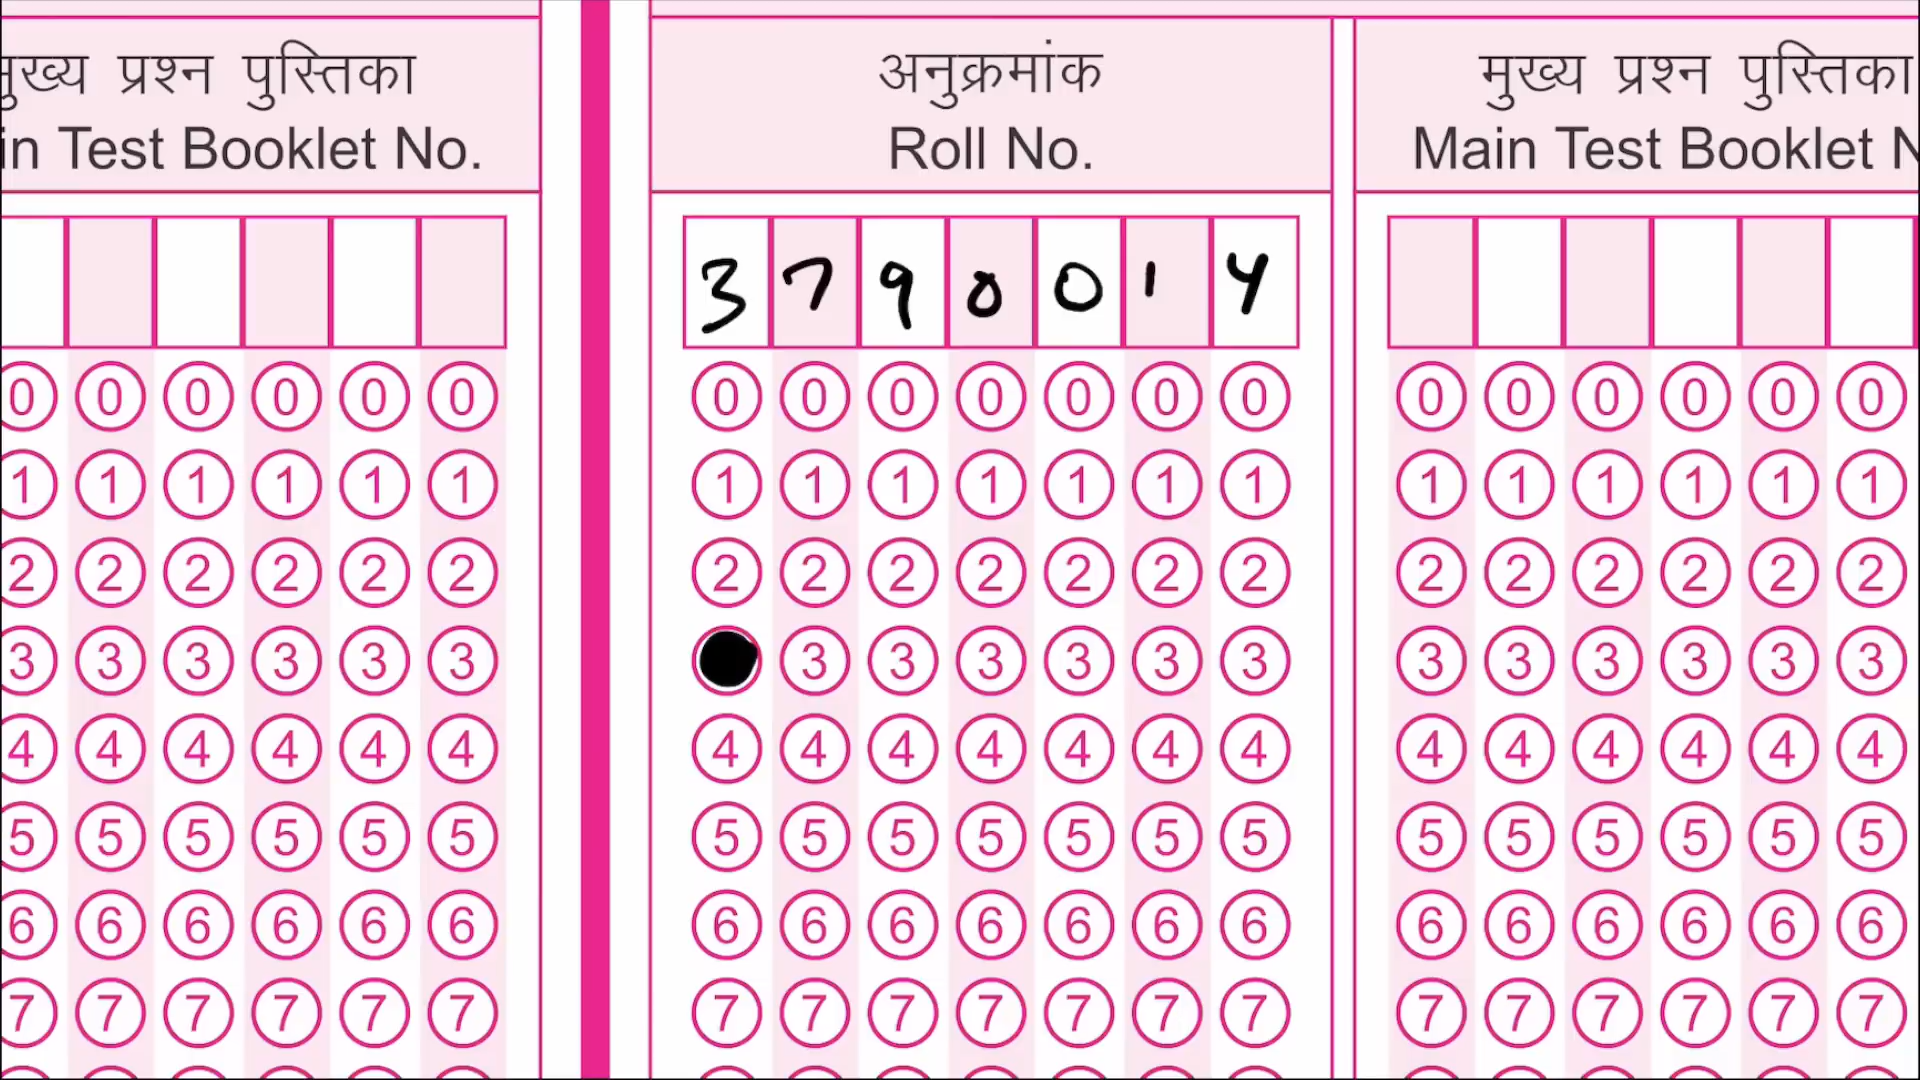 मुख्य प्रश्न पुस्तिका
in Test Booklet No.
0 0 0 0 0 0
1 1 1 1 1 1
2 2 2 2 2 2
3 3 3 3 3 3
4 4 4 4 4 4
5 5 5 5 5 5
6 6 6 6 6 6
7 7 7 7 7 7
अनुक्रमांक
Roll No.
3 7 9 0 0 1 4
0 0 0 0 0 0 0
1 1 1 1 1 1 1
2 2 2 2 2 2 2
3 3 3 3 3 3
4 4 4 4 4 4 4
5 5 5 5 5 5 5
6 6 6 6 6 6 6
7 7 7 7 7 7 7
मुख्य प्रश्न पुस्तिका
Main Test Booklet N
0 0 0 0 0 0
1 1 1 1 1 1
2 2 2 2 2 2
3 3 3 3 3 3
4 4 4 4 4 4
5 5 5 5 5 5
6 6 6 6 6 6
7 7 7 7 7 7